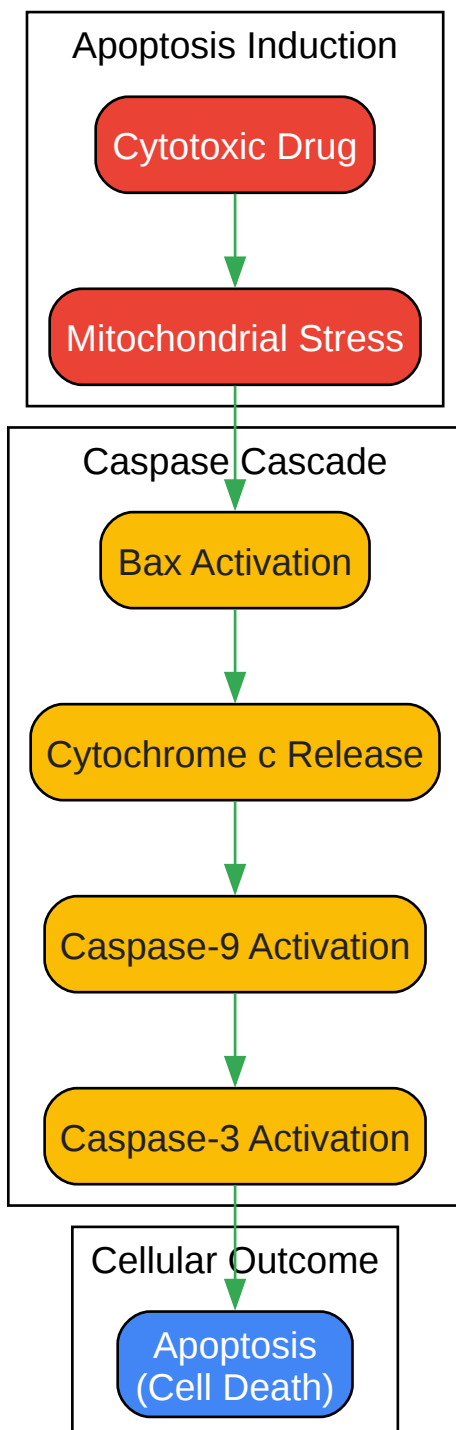 Apoptosis Induction
Cytotoxic Drug
Mitochondrial Stress
Caspase Cascade
Bax Activation
Cytochrome c Release
Caspase-9 Activation
Caspase-3 Activation
Cellular Outcome
Apoptosis
(Cell Death)